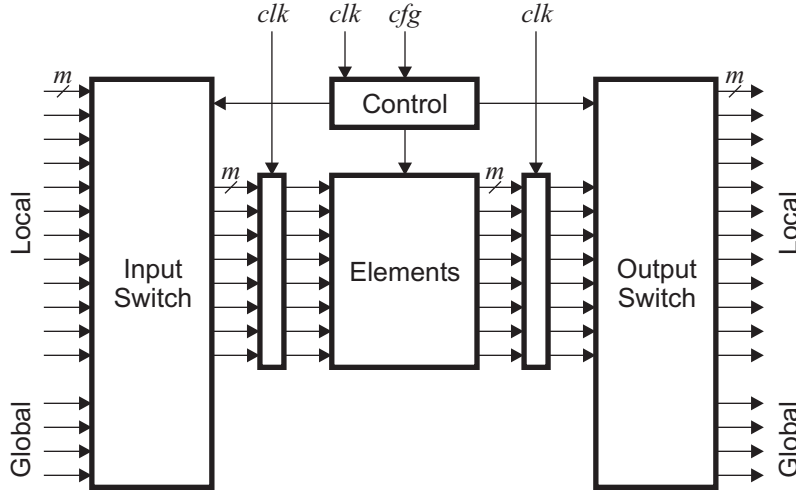 clk clk cfg clk
m m
Control
m m
Local Local
Input
Switch
Elements
Output
Switch
Global Global